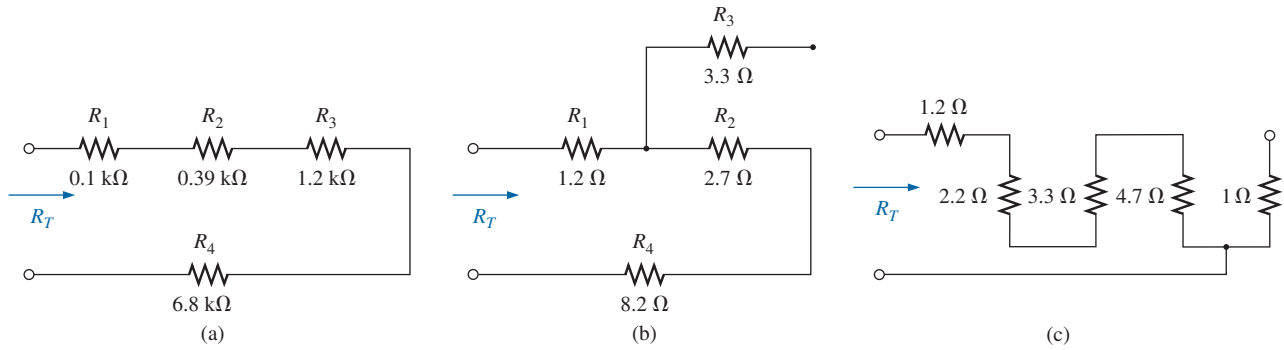 R1 R2 R3
0.1 kΩ 0.39 kΩ 1.2 kΩ
RT
R4
6.8 kΩ
(a)
R3
3.3 Ω
R1 R2
1.2 Ω 2.7 Ω
RT
R4
8.2 Ω
(b)
1.2 Ω
2.2 Ω 3.3 Ω 4.7 Ω 1 Ω
RT
(c)